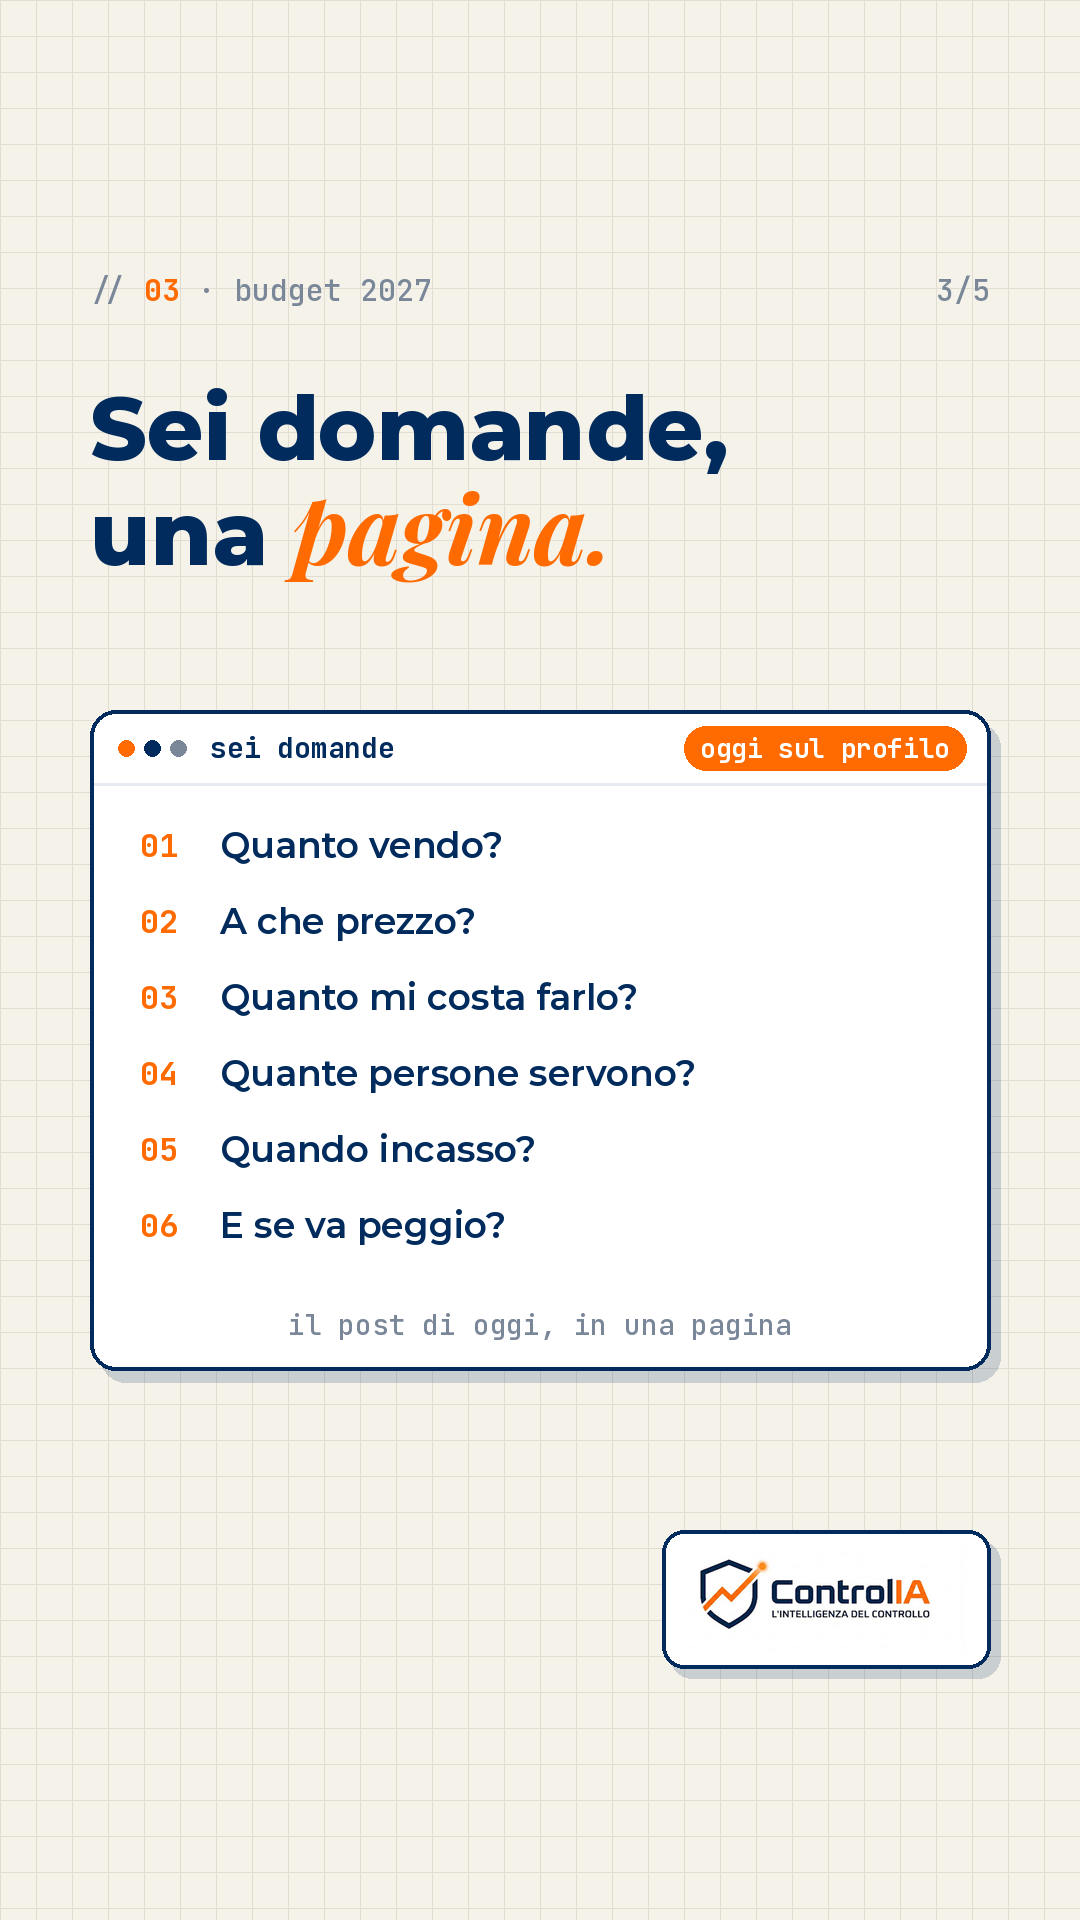 // 03 · budget 2027
3/5
Sei domande,
una pagina.
sei domande
oggi sul profilo
01 Quanto vendo?
02 A che prezzo?
03 Quanto mi costa farlo?
04 Quante persone servono?
05 Quando incasso?
06 E se va peggio?
il post di oggi, in una pagina
ControlIA
L'INTELLIGENZA DEL CONTROLLO